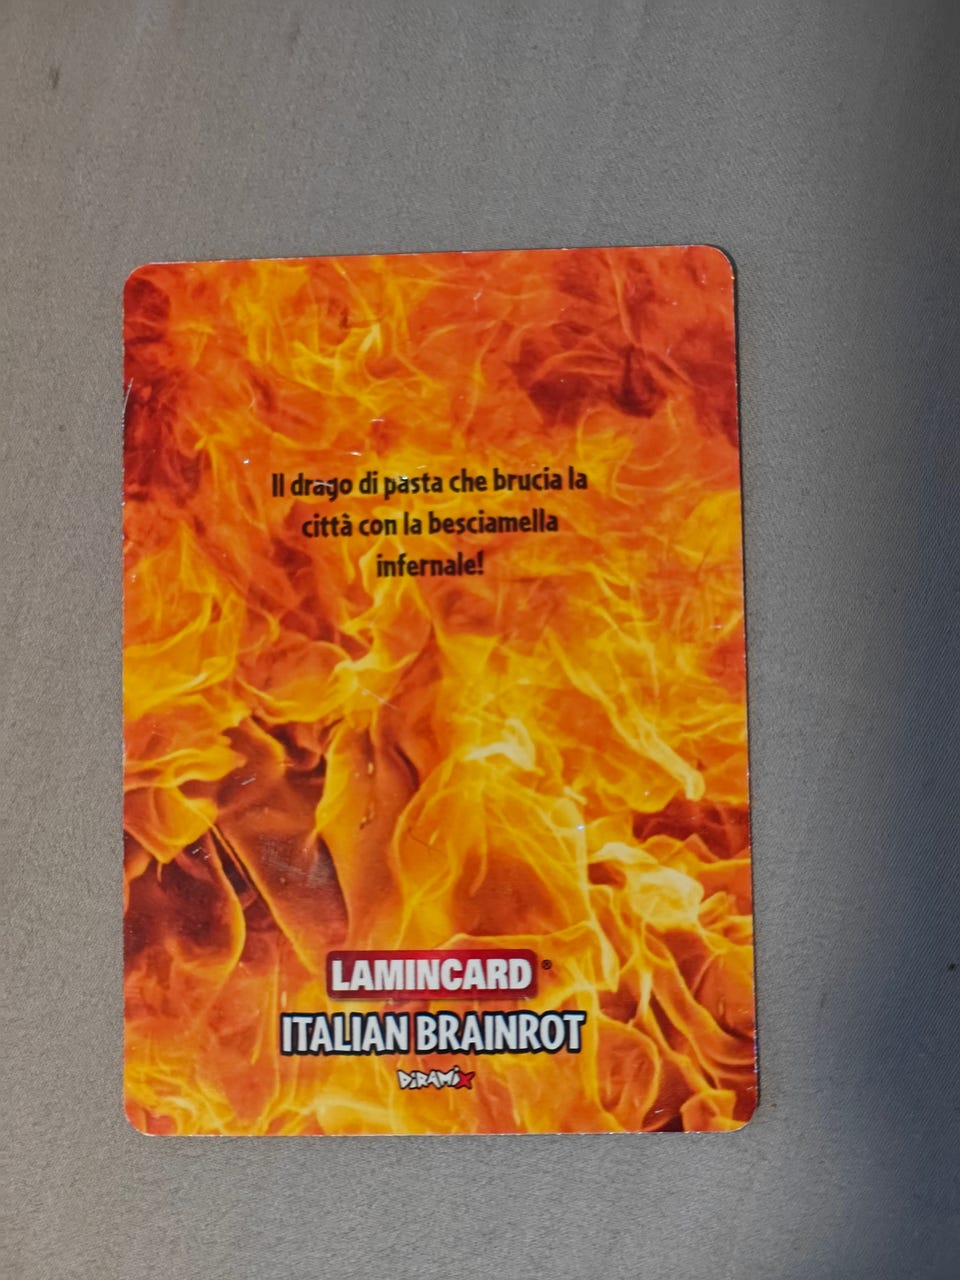 Il drago di pasta che brucia la
città con la besciamella
infernale!
LAMINCARD®
ITALIAN BRAINROT
DIRAMIX